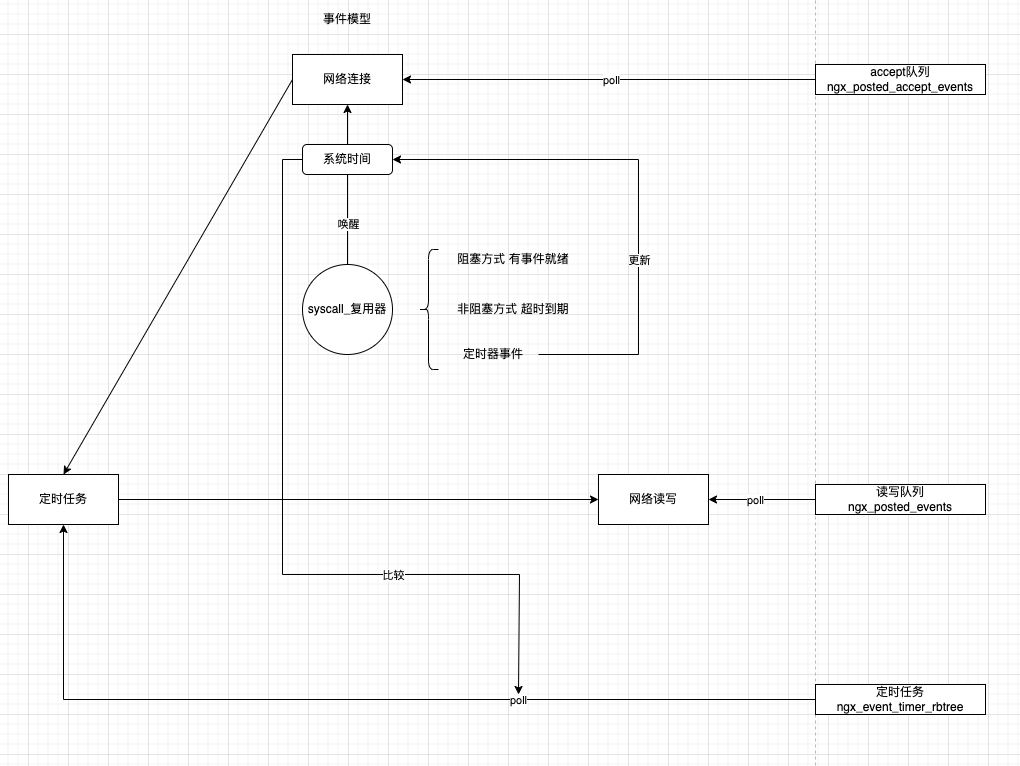 事件模型
网络连接
poll
accept队列
ngx_posted_accept_events
系统时间
唤醒
阻塞方式 有事件就绪
更新
syscall_复用器
非阻塞方式 超时到期
定时器事件
定时任务
网络读写
poll
读写队列
ngx_posted_events
比较
poll
定时任务
ngx_event_timer_rbtree